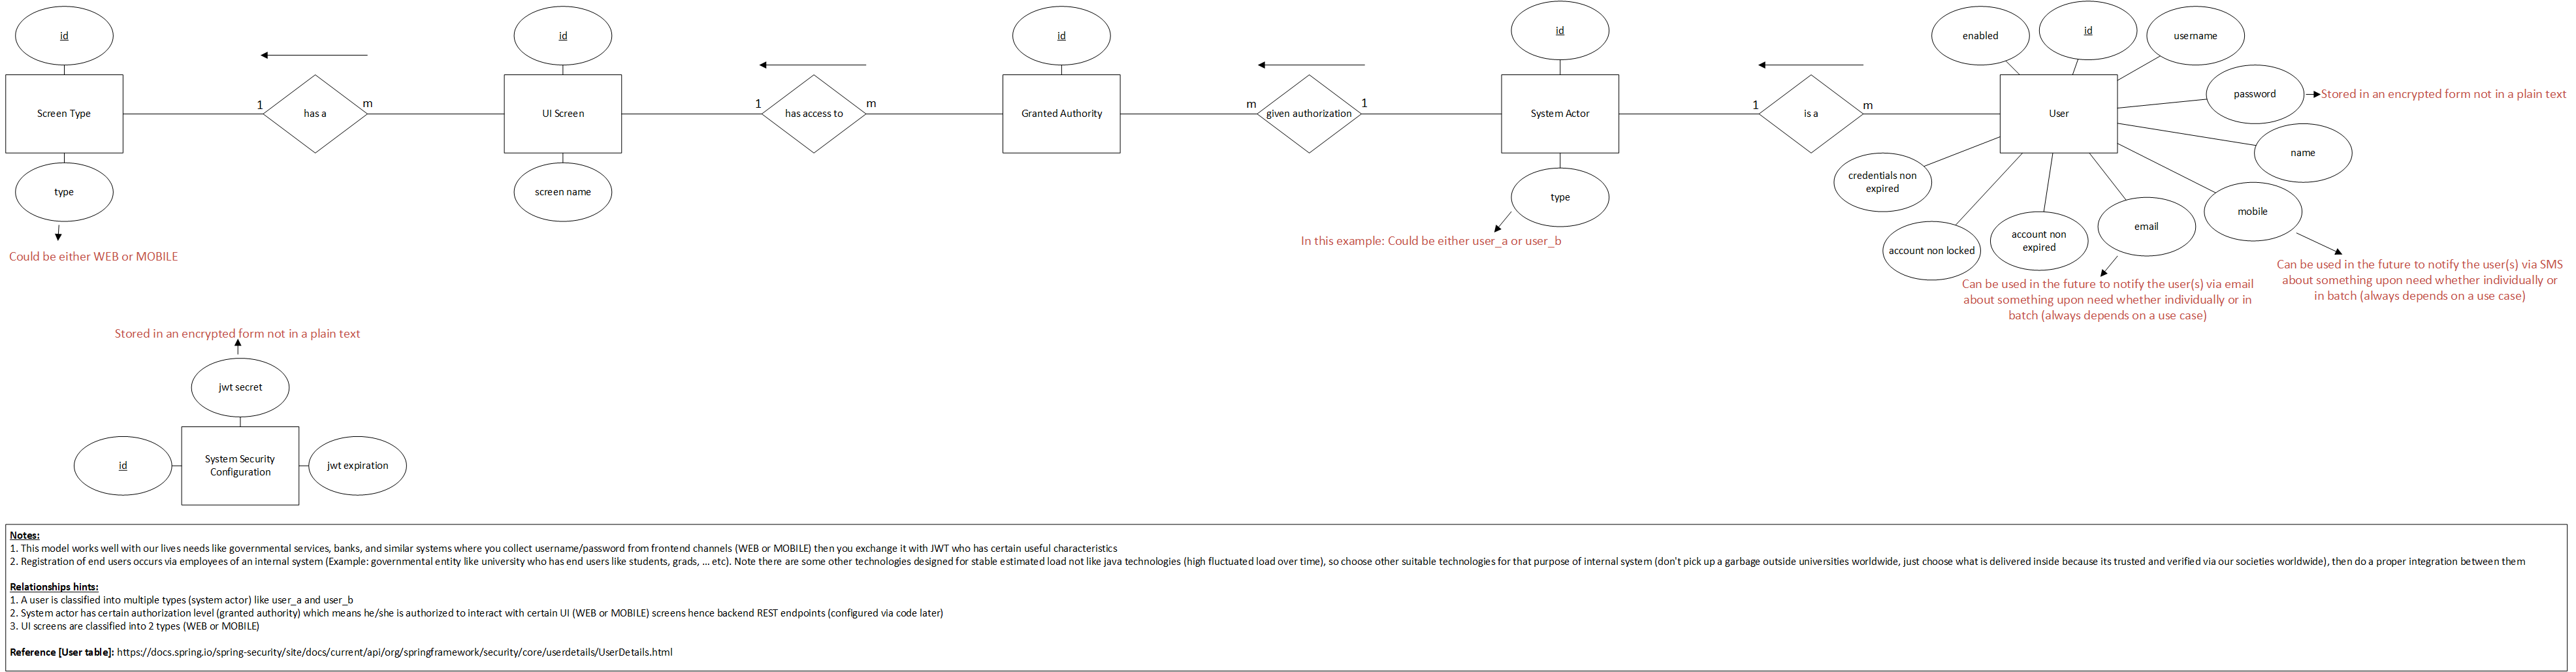 id
id
id
id
enabled
id
username
1
m
1
m
m
1
1
m
password
Stored in an encrypted form not in a plain text
Screen Type
has a
UI Screen
has access to
Granted Authority
given authorization
System Actor
is a
User
name
type
screen name
type
credentials non
expired
mobile
email
account non locked
account non
expired
Could be either WEB or MOBILE
In this example: Could be either user_a or user_b
Can be used in the future to notify the user(s) via email
about something upon need whether individually or in
batch (always depends on a use case)
Can be used in the future to notify the user(s) via SMS
about something upon need whether individually or
in batch (always depends on a use case)
Stored in an encrypted form not in a plain text
jwt secret
id
System Security
Configuration
jwt expiration
Notes:
1. This model works well with our lives needs like governmental services, banks, and similar systems where you collect username/password from frontend channels (WEB or MOBILE) then you exchange it with JWT who has certain useful characteristics
2. Registration of end users occurs via employees of an internal system (Example: governmental entity like university who has end users like students, grads, ... etc). Note there are some other technologies designed for stable estimated load not like java technologies (high fluctuated load over time), so choose other suitable technologies for that purpose of internal system (don't pick up a garbage outside universities worldwide, just choose what is delivered inside because its trusted and verified via our societies worldwide), then do a proper integration between them
Relationships hints:
1. A user is classified into multiple types (system actor) like user_a and user_b
2. System actor has certain authorization level (granted authority) which means he/she is authorized to interact with certain UI (WEB or MOBILE) screens hence backend REST endpoints (configured via code later)
3. UI screens are classified into 2 types (WEB or MOBILE)
Reference [User table]: https://docs.spring.io/spring-security/site/docs/current/api/org/springframework/security/core/userdetails/UserDetails.html